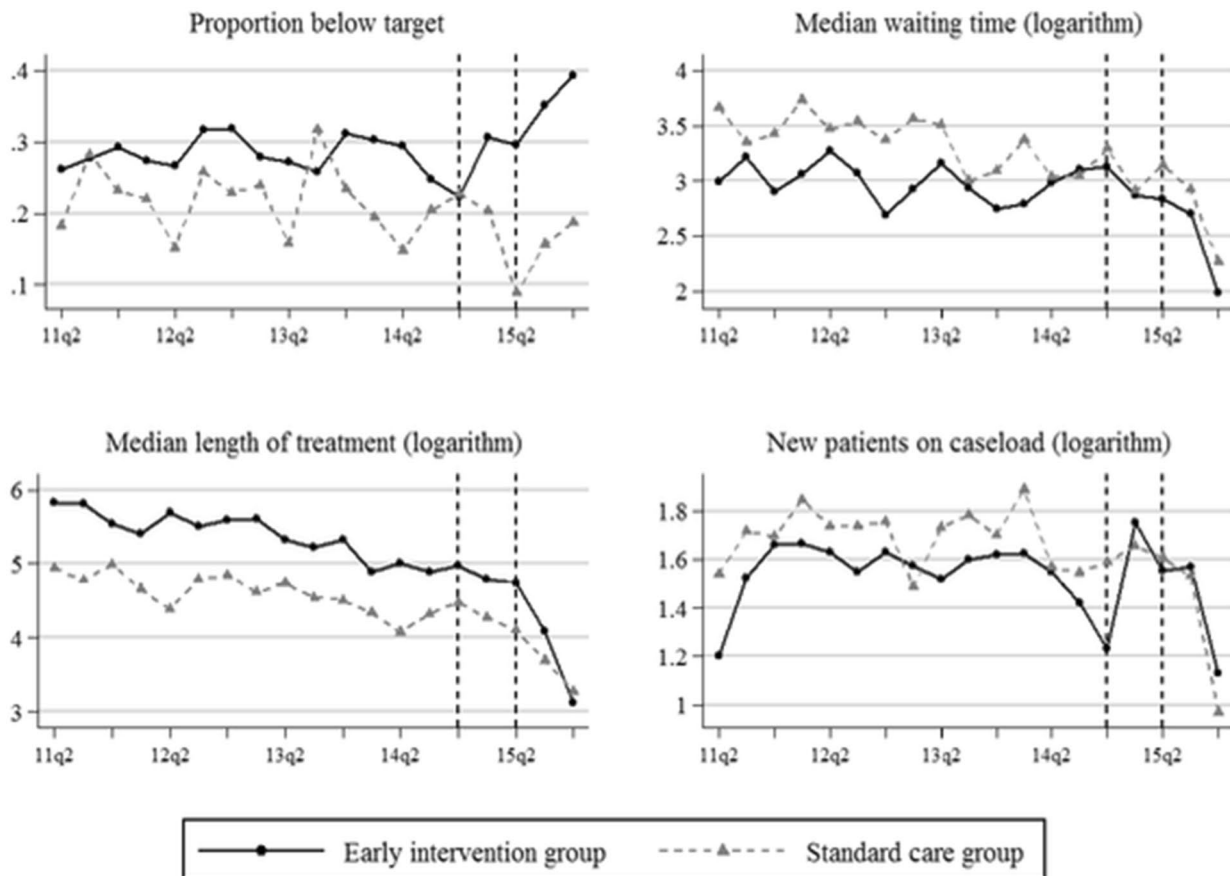 Proportion below target
.4
.3
.2
.1
11q2 12q2 13q2 14q2 15q2
Median waiting time (logarithm)
4
3.5
3
2.5
2
11q2 12q2 13q2 14q2 15q2
Median length of treatment (logarithm)
6
5
4
3
11q2 12q2 13q2 14q2 15q2
New patients on caseload (logarithm)
1.8
1.6
1.4
1.2
1
11q2 12q2 13q2 14q2 15q2
Early intervention group Standard care group